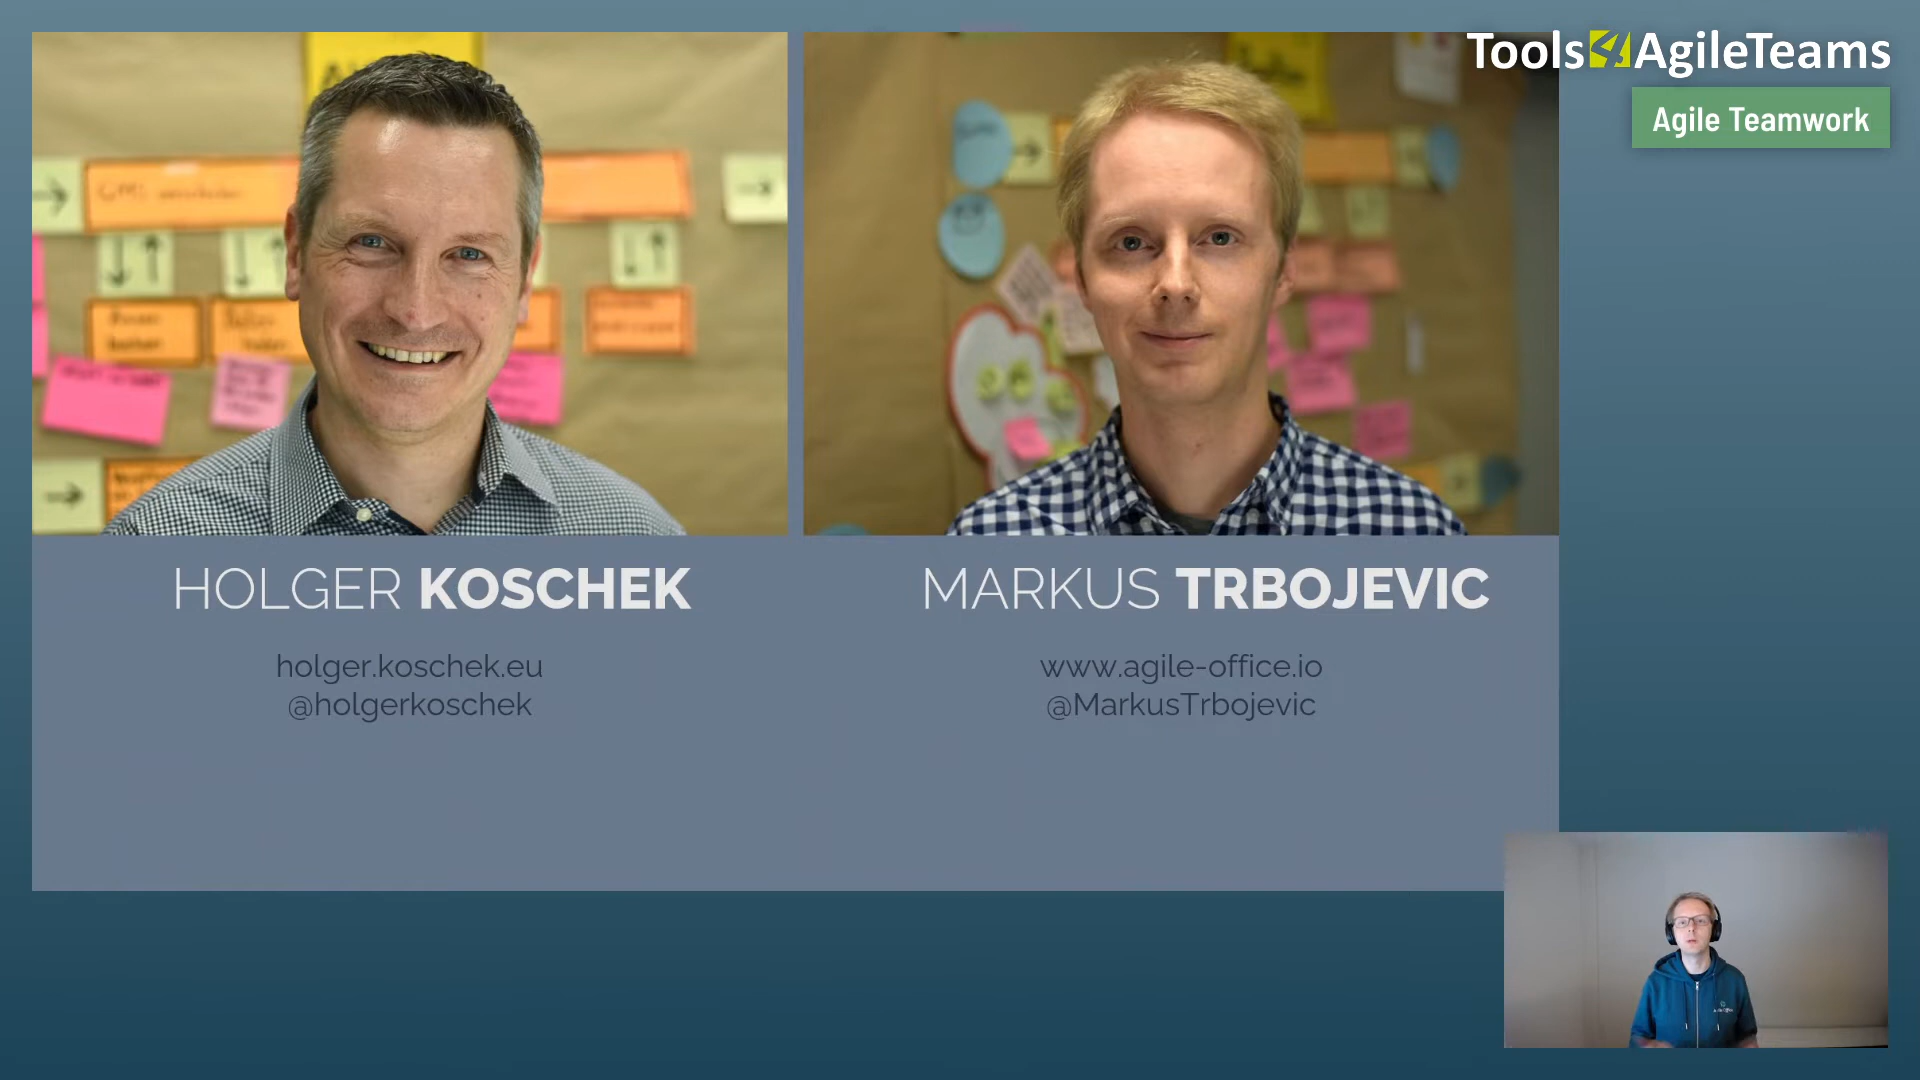 Tools4AgileTeams
Agile Teamwork
HOLGER KOSCHEK
holger.koschek.eu
@holgerkoschek
MARKUS TRBOJEVIC
www.agile-office.io
@MarkusTrbojevic